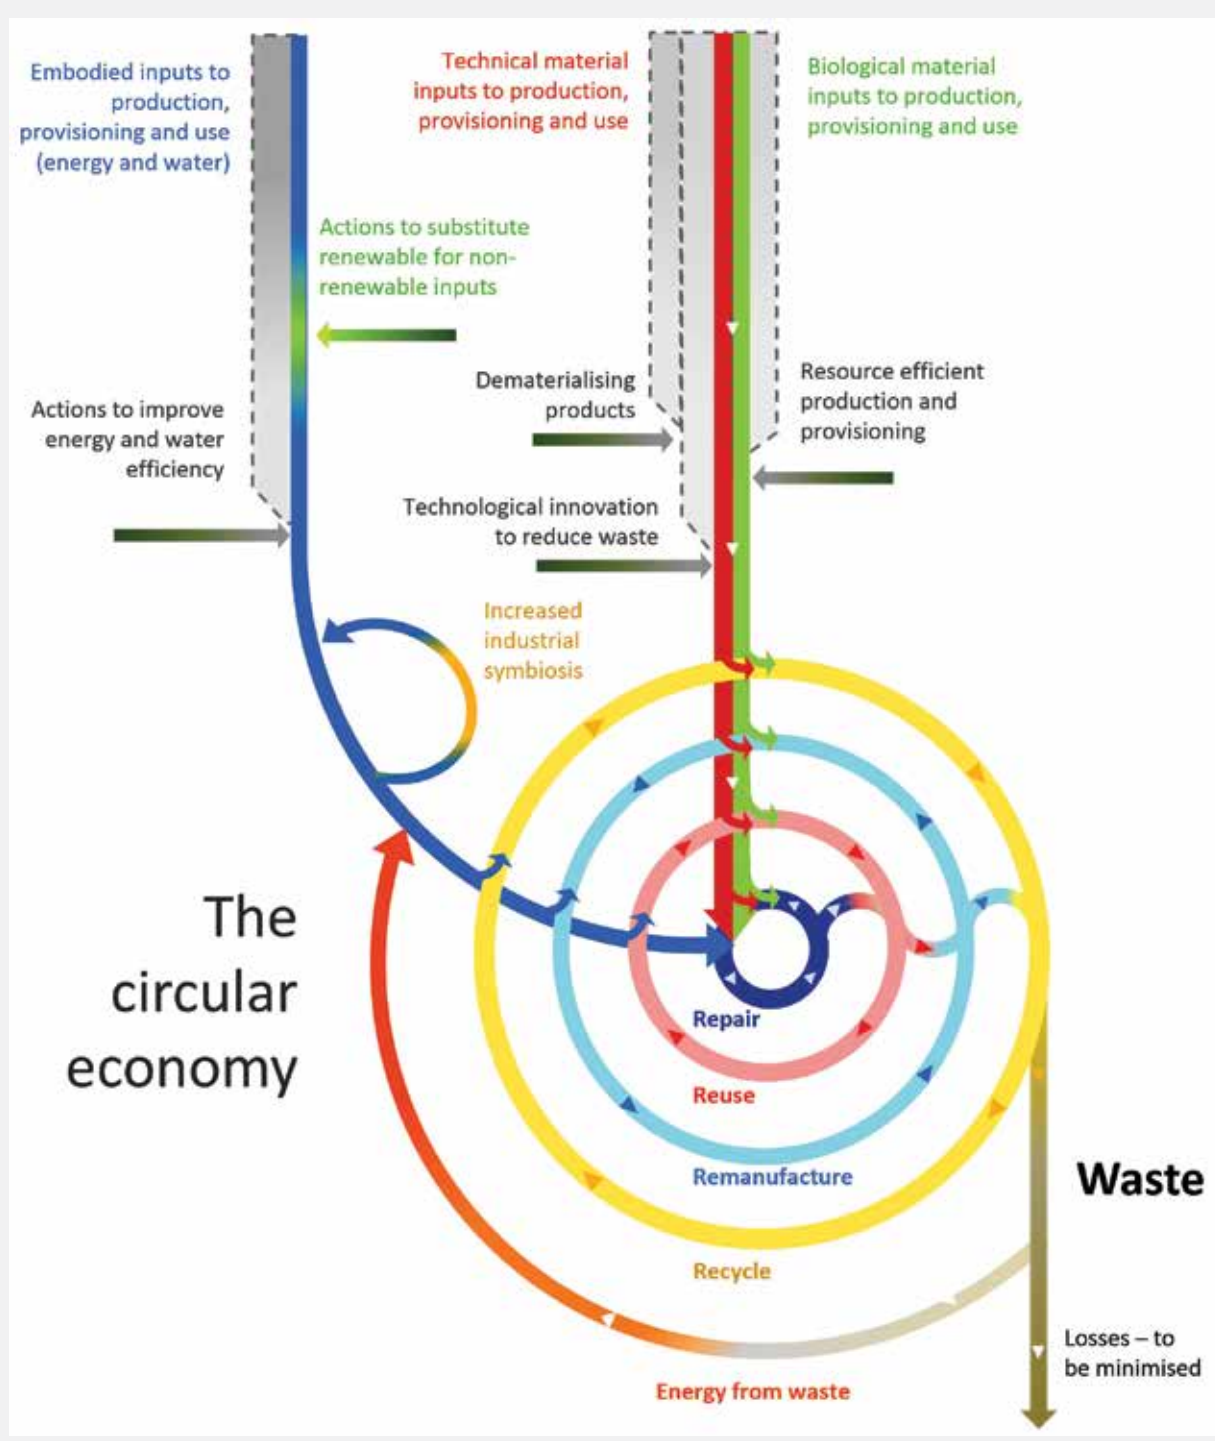 Embodied inputs to
production,
provisioning and use
(energy and water)
Technical material
inputs to production,
provisioning and use
Biological material
inputs to production,
provisioning and use
Actions to substitute
renewable for non-
renewable inputs
Actions to improve
energy and water
efficiency
Dematerialising
products
Resource efficient
production and
provisioning
Technological innovation
to reduce waste
Increased
industrial
symbiosis
The
circular
economy
Repair
Reuse
Remanufacture
Recycle
Waste
Losses – to
be minimised
Energy from waste